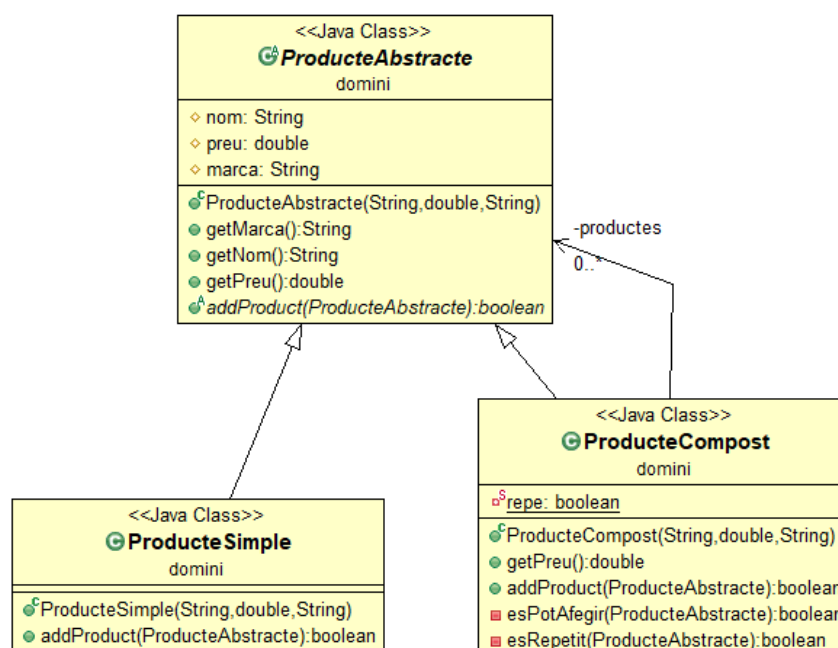 <<Java Class>>
ProducteAbstracte
domini
nom: String
preu: double
marca: String
ProducteAbstracte(String,double,String)
getMarca():String
getNom():String
getPreu():double
addProduct(ProducteAbstracte):boolean
-productes
0..*
<<Java Class>>
ProducteCompost
domini
repe: boolean
ProducteCompost(String,double,String)
getPreu():double
addProduct(ProducteAbstracte):boolean
esPotAfegir(ProducteAbstracte):boolean
esRepetit(ProducteAbstracte):boolean
<<Java Class>>
ProducteSimple
domini
ProducteSimple(String,double,String)
addProduct(ProducteAbstracte):boolean